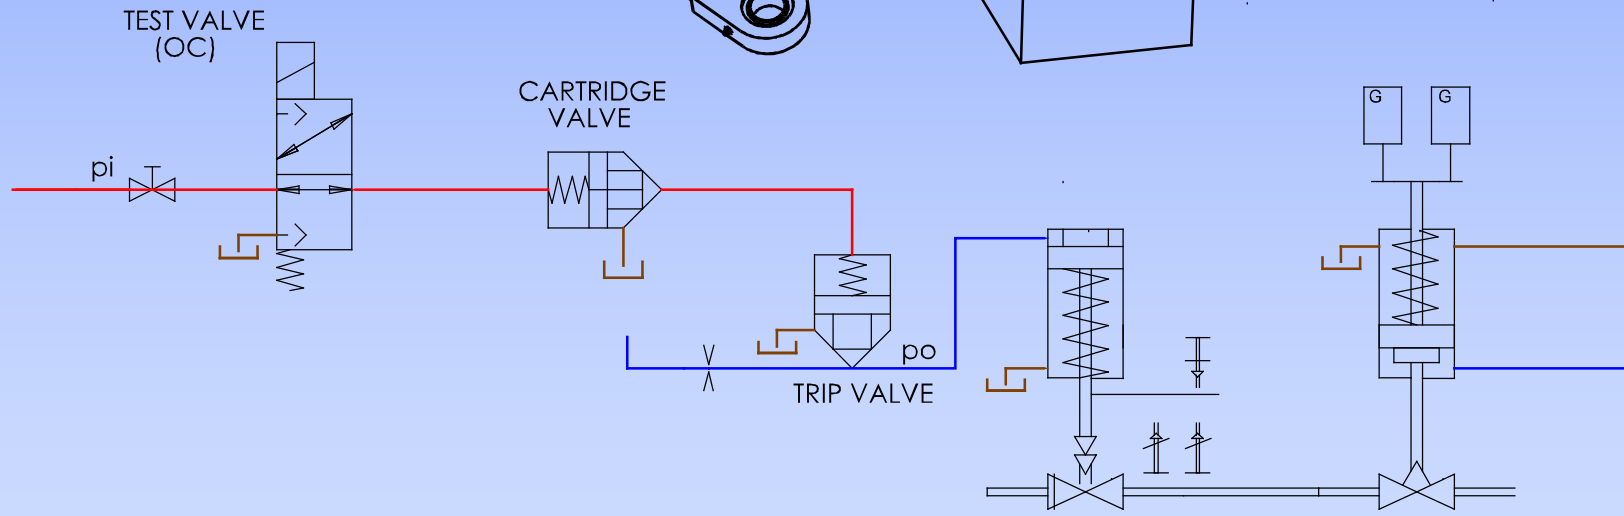 TEST VALVE
(OC)
CARTRIDGE
VALVE
G
G
pi
po
TRIP VALVE